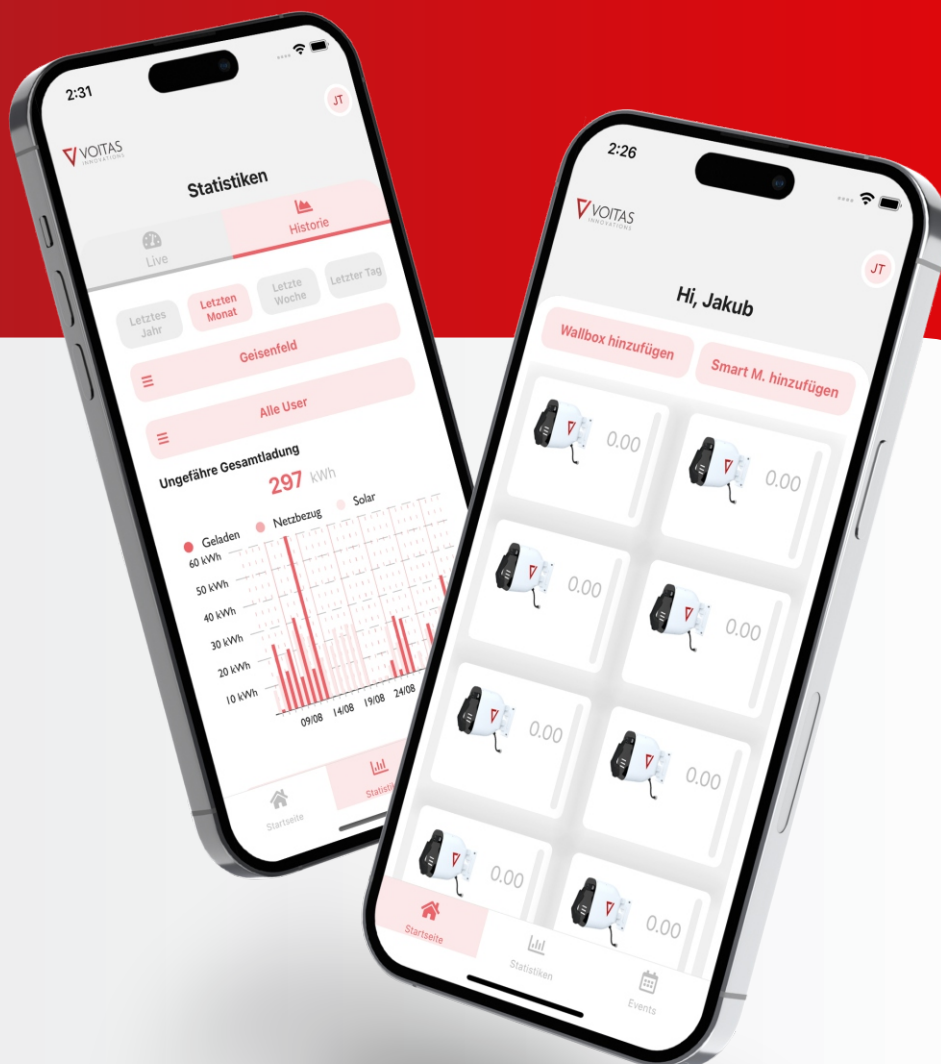 2:31
JT
VOITAS
INNOVATIONS
Statistiken
Live
Historie
Letztes
Jahr
Letzten
Monat
Letzte
Woche
Letzter Tag
Geisenfeld
Alle User
Ungefähre Gesamtladung
297 kWh
Geladen
Netzbezug
Solar
60 kWh
50 kWh
40 kWh
30 kWh
20 kWh
10 kWh
09/08
14/08
19/08
24/08
Startseite
2:26
VOITAS
INNOVATIONS
JT
Hi, Jakub
Wallbox hinzufügen
Smart M. hinzufügen
0.00
0.00
0.00
0.00
0.00
0.00
0.00
0.00
Startseite
Statistiken
Events